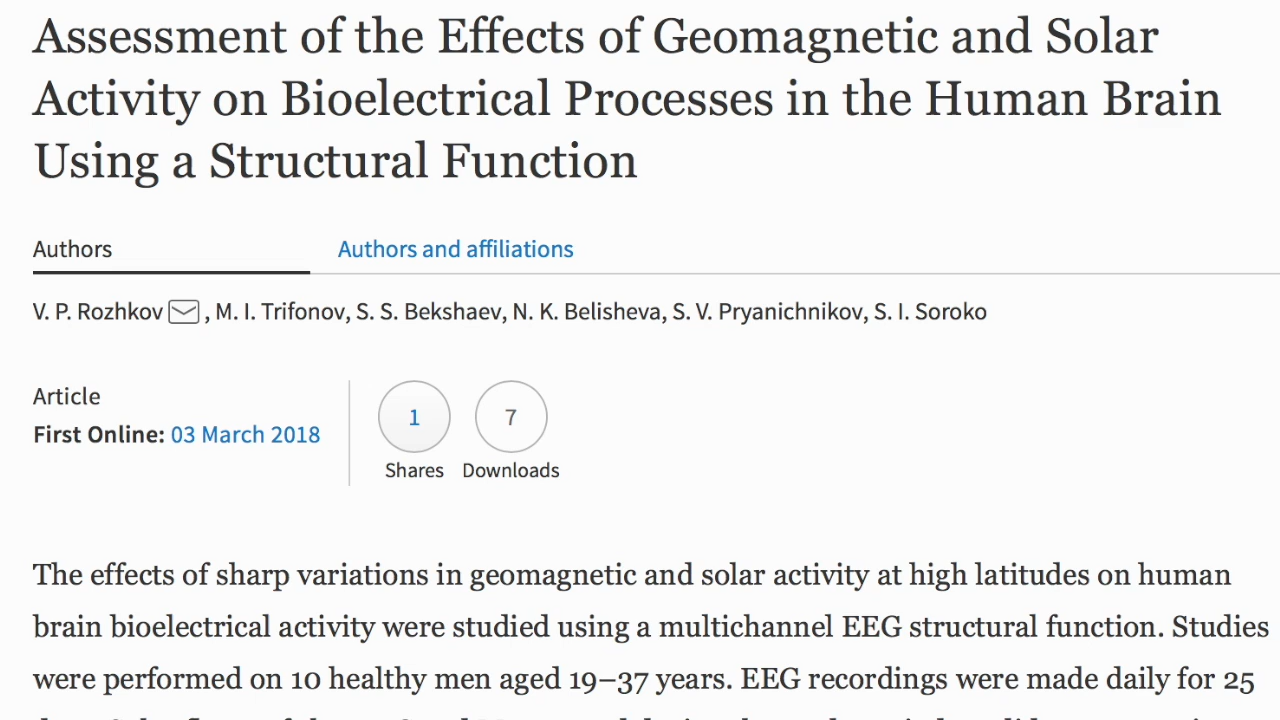 Assessment of the Effects of Geomagnetic and Solar
Activity on Bioelectrical Processes in the Human Brain
Using a Structural Function
Authors
Authors and affiliations
V. P. Rozhkov , M. I. Trifonov, S. S. Bekshaev, N. K. Belisheva, S. V. Pryanichnikov, S. I. Soroko
Article
First Online: 03 March 2018
1
Shares
7
Downloads
The effects of sharp variations in geomagnetic and solar activity at high latitudes on human
brain bioelectrical activity were studied using a multichannel EEG structural function. Studies
were performed on 10 healthy men aged 19–37 years. EEG recordings were made daily for 25